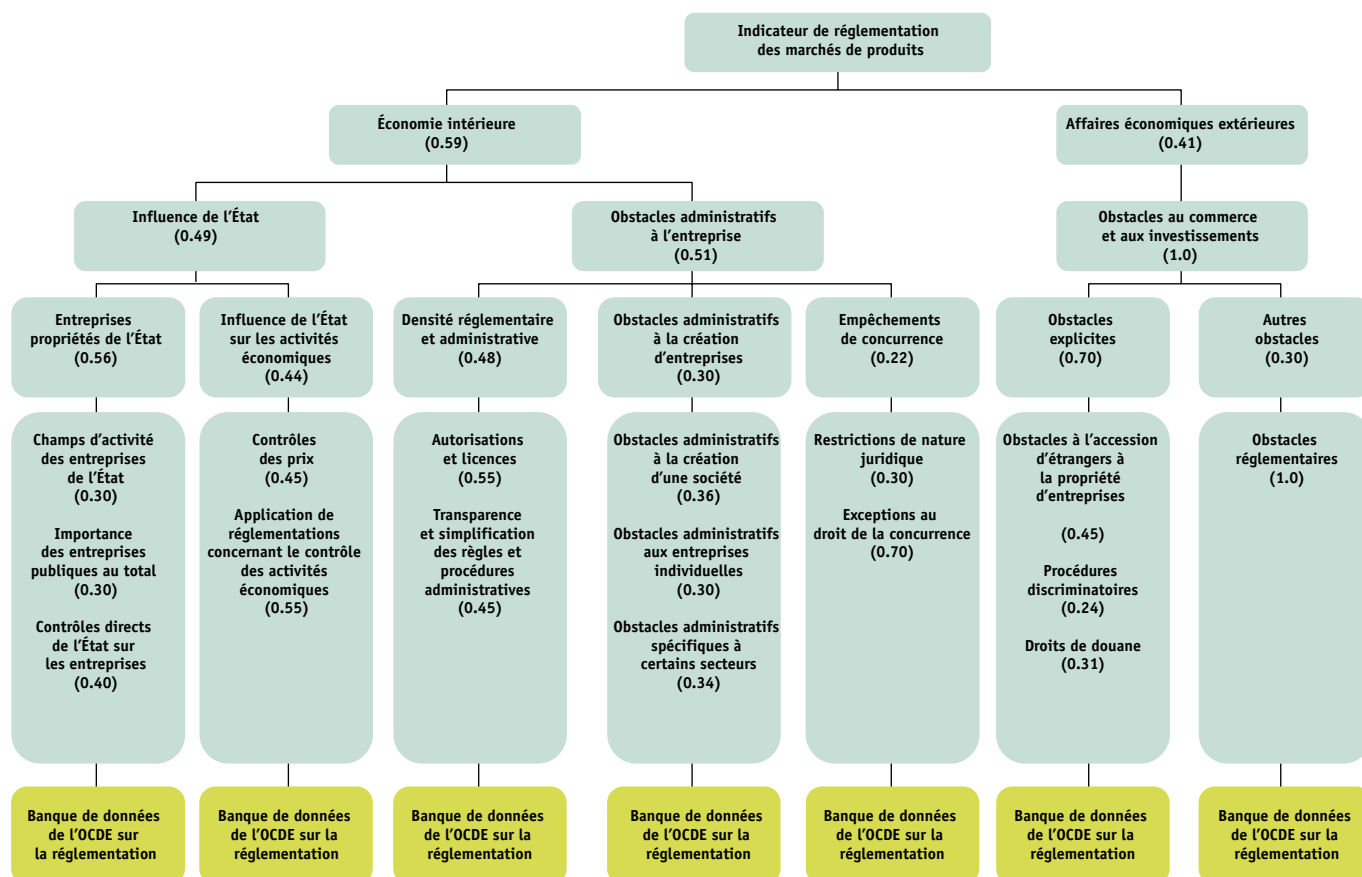 Indicateur de réglementation
des marchés de produits
Économie intérieure
(0.59)
Affaires économiques extérieures
(0.41)
Influence de l'État
(0.49)
Obstacles administratifs
à l'entreprise
(0.51)
Obstacles au commerce
et aux investissements
(1.0)
Entreprises
propriétés de l'État
(0.56)
Influence de l'État
sur les activités
économiques
(0.44)
Densité réglementaire
et administrative
(0.48)
Obstacles administratifs
à la création
d'entreprises
(0.30)
Empêchements
de concurrence
(0.22)
Obstacles
explicites
(0.70)
Autres
obstacles
(0.30)
Champs d'activité
des entreprises
de l'État
(0.30)
Importance
des entreprises
publiques au total
(0.30)
Contrôles directs
de l'État sur
les entreprises
(0.40)
Contrôles
des prix
(0.45)
Application de
réglementations
concernant le contrôle
des activités
économiques
(0.55)
Autorisations
et licences
(0.55)
Transparence
et simplification
des règles et
procédures
administratives
(0.45)
Obstacles administratifs
à la création
d'une société
(0.36)
Obstacles administratifs
aux entreprises
individuelles
(0.30)
Obstacles administratifs
spécifiques à
certains secteurs
(0.34)
Restrictions de nature
juridique
(0.30)
Exceptions au
droit de la concurrence
(0.70)
Obstacles à l'accession
d'étrangers à
la propriété
d'entreprises
(0.45)
Procédures
discriminatoires
(0.24)
Droits de douane
(0.31)
Obstacles
réglementaires
(1.0)
Banque de données
de l'OCDE sur
la réglementation
Banque de données
de l'OCDE sur la
réglementation
Banque de données
de l'OCDE sur la
réglementation
Banque de données
de l'OCDE sur la
réglementation
Banque de données
de l'OCDE sur la
réglementation
Banque de données
de l'OCDE sur la
réglementation
Banque de données
de l'OCDE sur la
réglementation